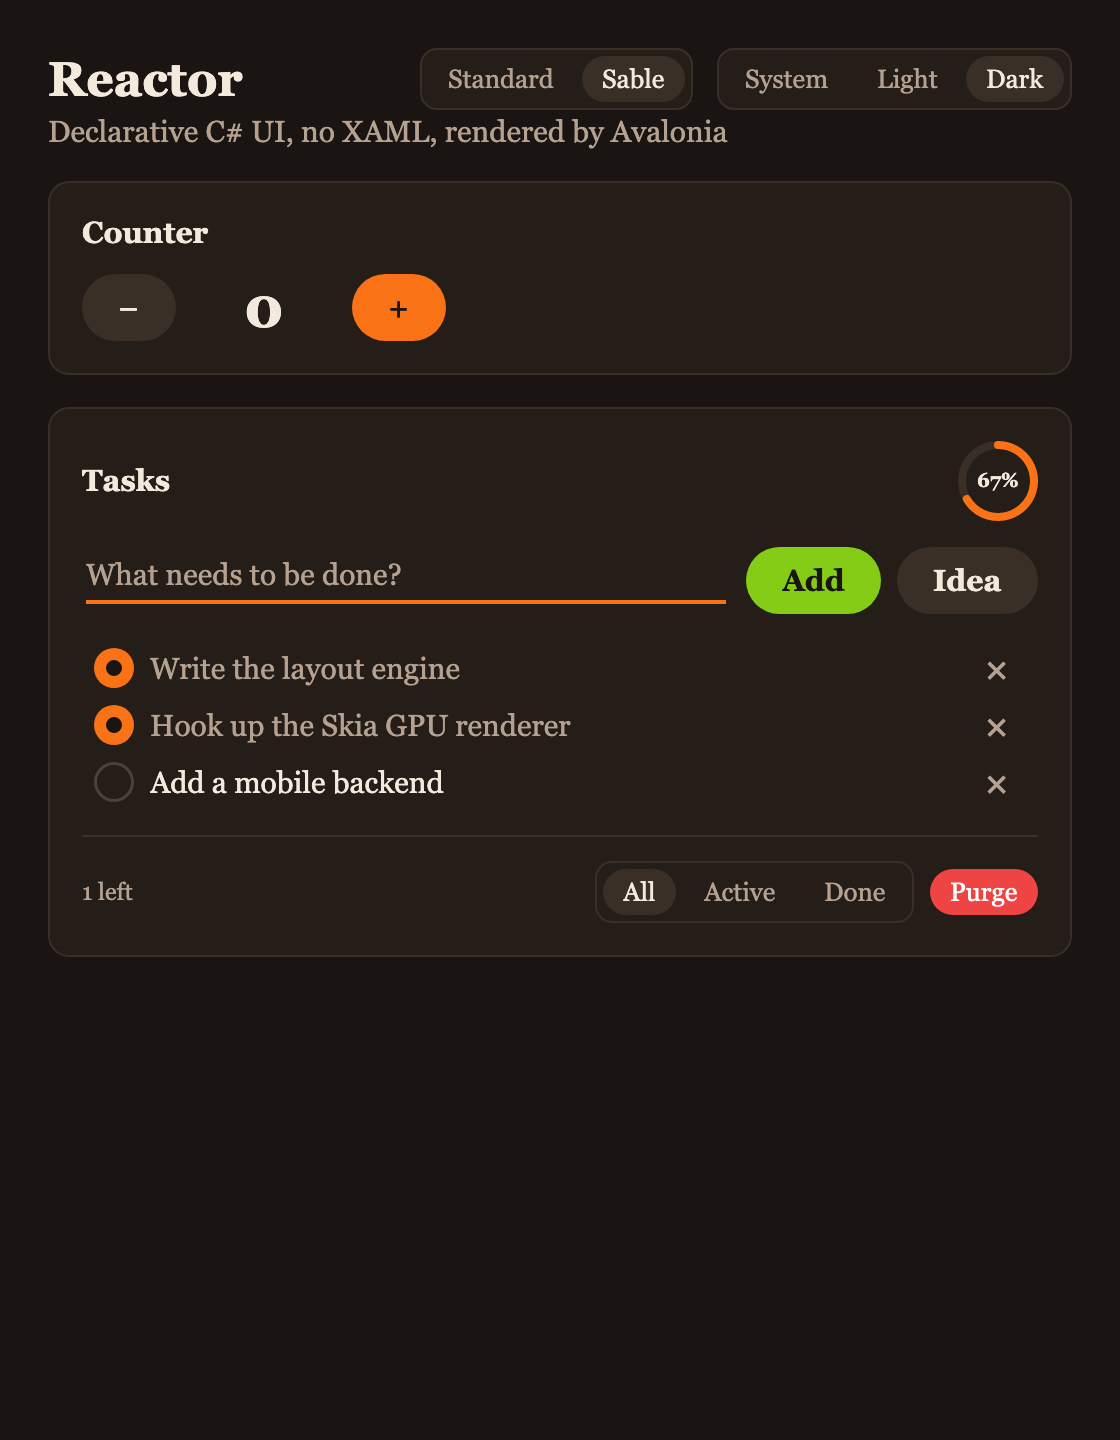 Reactor
Standard Sable
System Light Dark
Declarative C# UI, no XAML, rendered by Avalonia
Counter
− 0 +
Tasks
67%
What needs to be done?
Add
Idea
Write the layout engine ×
Hook up the Skia GPU renderer ×
Add a mobile backend ×
1 left
All Active Done
Purge